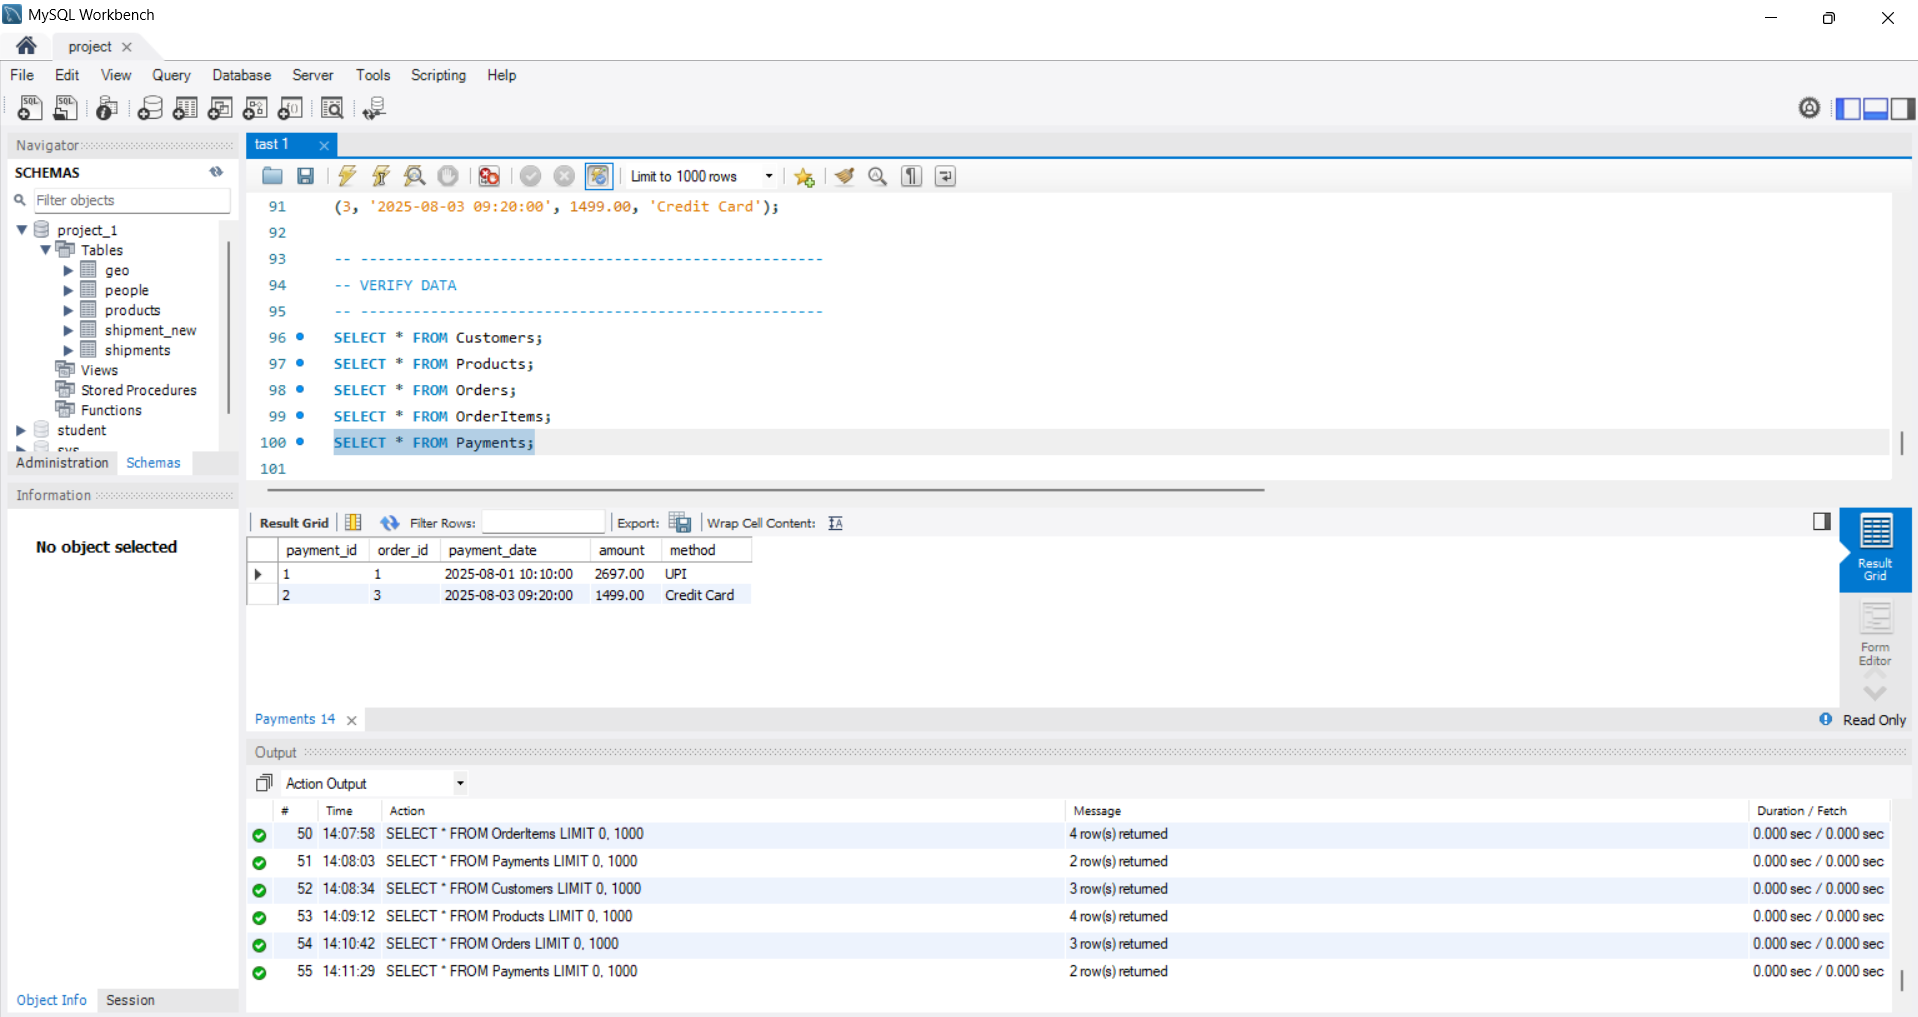 MySQL Workbench
project
File Edit View Query Database Server Tools Scripting Help
Navigator
SCHEMAS
Filter objects
project_1
Tables
geo
people
products
shipment_new
shipments
Views
Stored Procedures
Functions
student
sys
Administration Schemas
Information
No object selected
Object Info Session
tast 1
Limit to 1000 rows
91 (3, '2025-08-03 09:20:00', 1499.00, 'Credit Card');
92
93 -- -----------------------------------------------------
94 -- VERIFY DATA
95 -- -----------------------------------------------------
96 SELECT * FROM Customers;
97 SELECT * FROM Products;
98 SELECT * FROM Orders;
99 SELECT * FROM OrderItems;
100 SELECT * FROM Payments;
101
Result Grid Filter Rows: Export: Wrap Cell Content:
payment_id order_id payment_date amount method
1 1 2025-08-01 10:10:00 2697.00 UPI
2 3 2025-08-03 09:20:00 1499.00 Credit Card
Result
Grid
Form
Editor
Payments 14
Read Only
Output
Action Output
# Time Action Message Duration / Fetch
50 14:07:58 SELECT * FROM OrderItems LIMIT 0, 1000 4 row(s) returned 0.000 sec / 0.000 sec
51 14:08:03 SELECT * FROM Payments LIMIT 0, 1000 2 row(s) returned 0.000 sec / 0.000 sec
52 14:08:34 SELECT * FROM Customers LIMIT 0, 1000 3 row(s) returned 0.000 sec / 0.000 sec
53 14:09:12 SELECT * FROM Products LIMIT 0, 1000 4 row(s) returned 0.000 sec / 0.000 sec
54 14:10:42 SELECT * FROM Orders LIMIT 0, 1000 3 row(s) returned 0.000 sec / 0.000 sec
55 14:11:29 SELECT * FROM Payments LIMIT 0, 1000 2 row(s) returned 0.000 sec / 0.000 sec